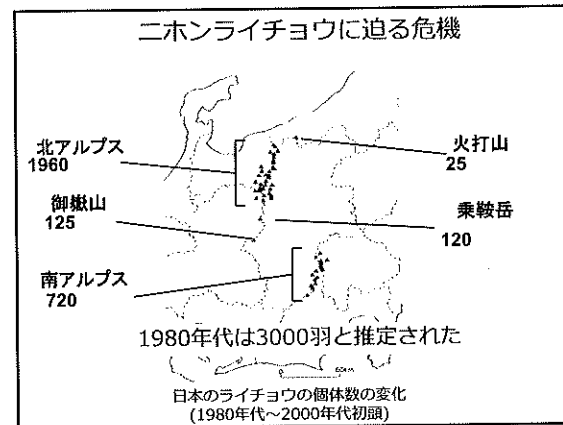 ニホンライチョウに迫る危機
北アルプス
1960
火打山
25
御嶽山
125
乗鞍岳
120
南アルプス
720
1980年代は3000羽と推定された
日本のライチョウの個体数の変化
(1980年代～2000年代初頭)